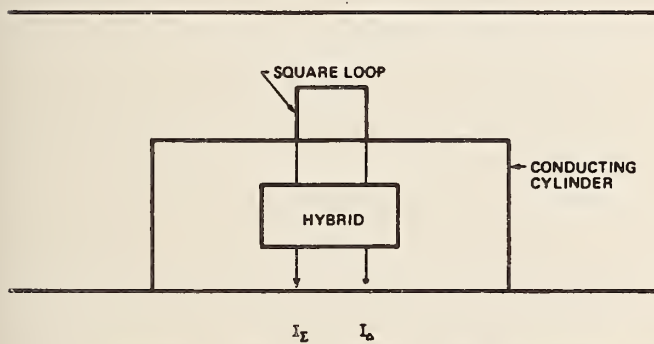 SQUARE LOOP
CONDUCTING
CYLINDER
HYBRID
I_Σ I_Δ